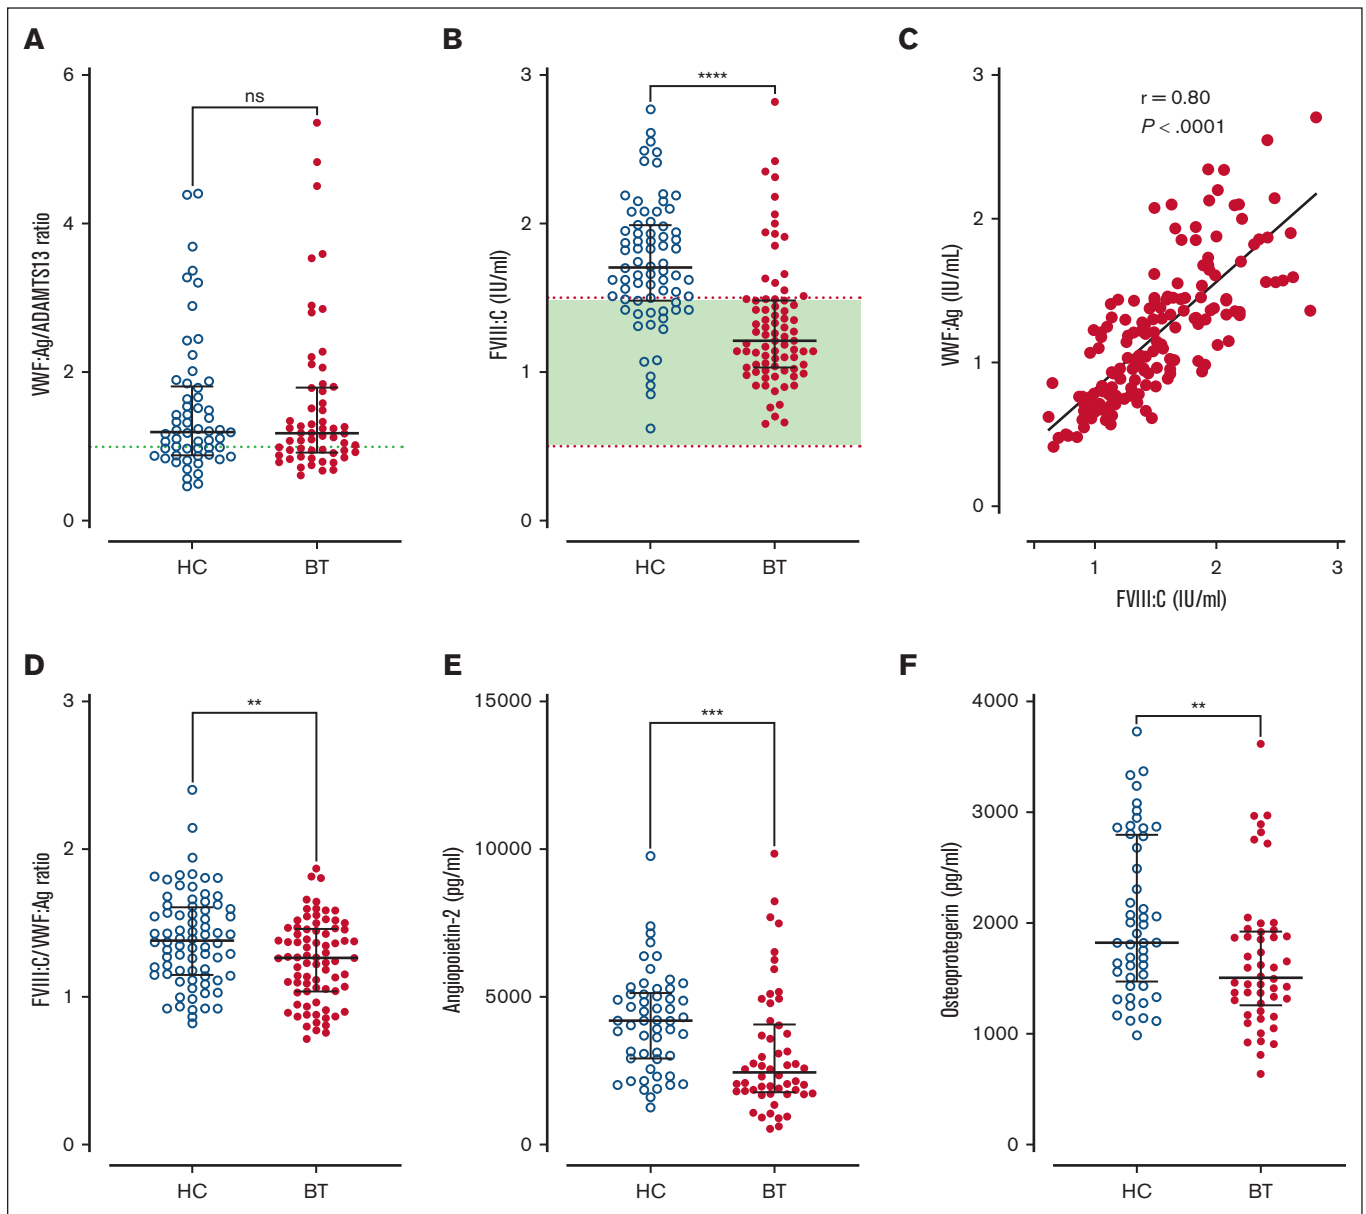 A
VWF:Ag/ADAMTS13 ratio
6
4
2
0
ns
HC
BT
B
FVIII:C (IU/ml)
3
2
1
0
****
HC
BT
C
VWF:Ag (IU/mL)
3
2
1
0
r = 0.80
P < .0001
1
2
3
FVIII:C (IU/ml)
D
FVIII:C/VWF:Ag ratio
3
2
1
0
**
HC
BT
E
Angiopoietin-2 (pg/ml)
15000
10000
5000
0
***
HC
BT
F
Osteoprotegerin (pg/ml)
4000
3000
2000
1000
0
**
HC
BT